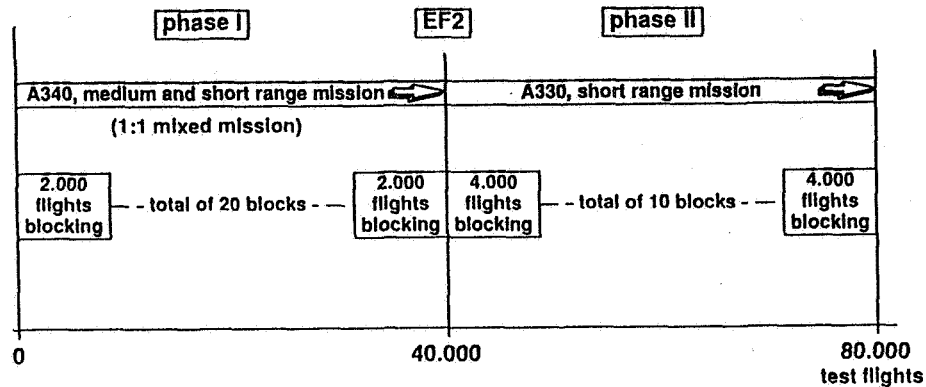 phase I
EF2
phase II
A340, medium and short range mission
A330, short range mission
(1:1 mixed mission)
2.000
flights
blocking
total of 20 blocks
2.000
flights
blocking
4.000
flights
blocking
total of 10 blocks
4.000
flights
blocking
0
40.000
80.000
test flights